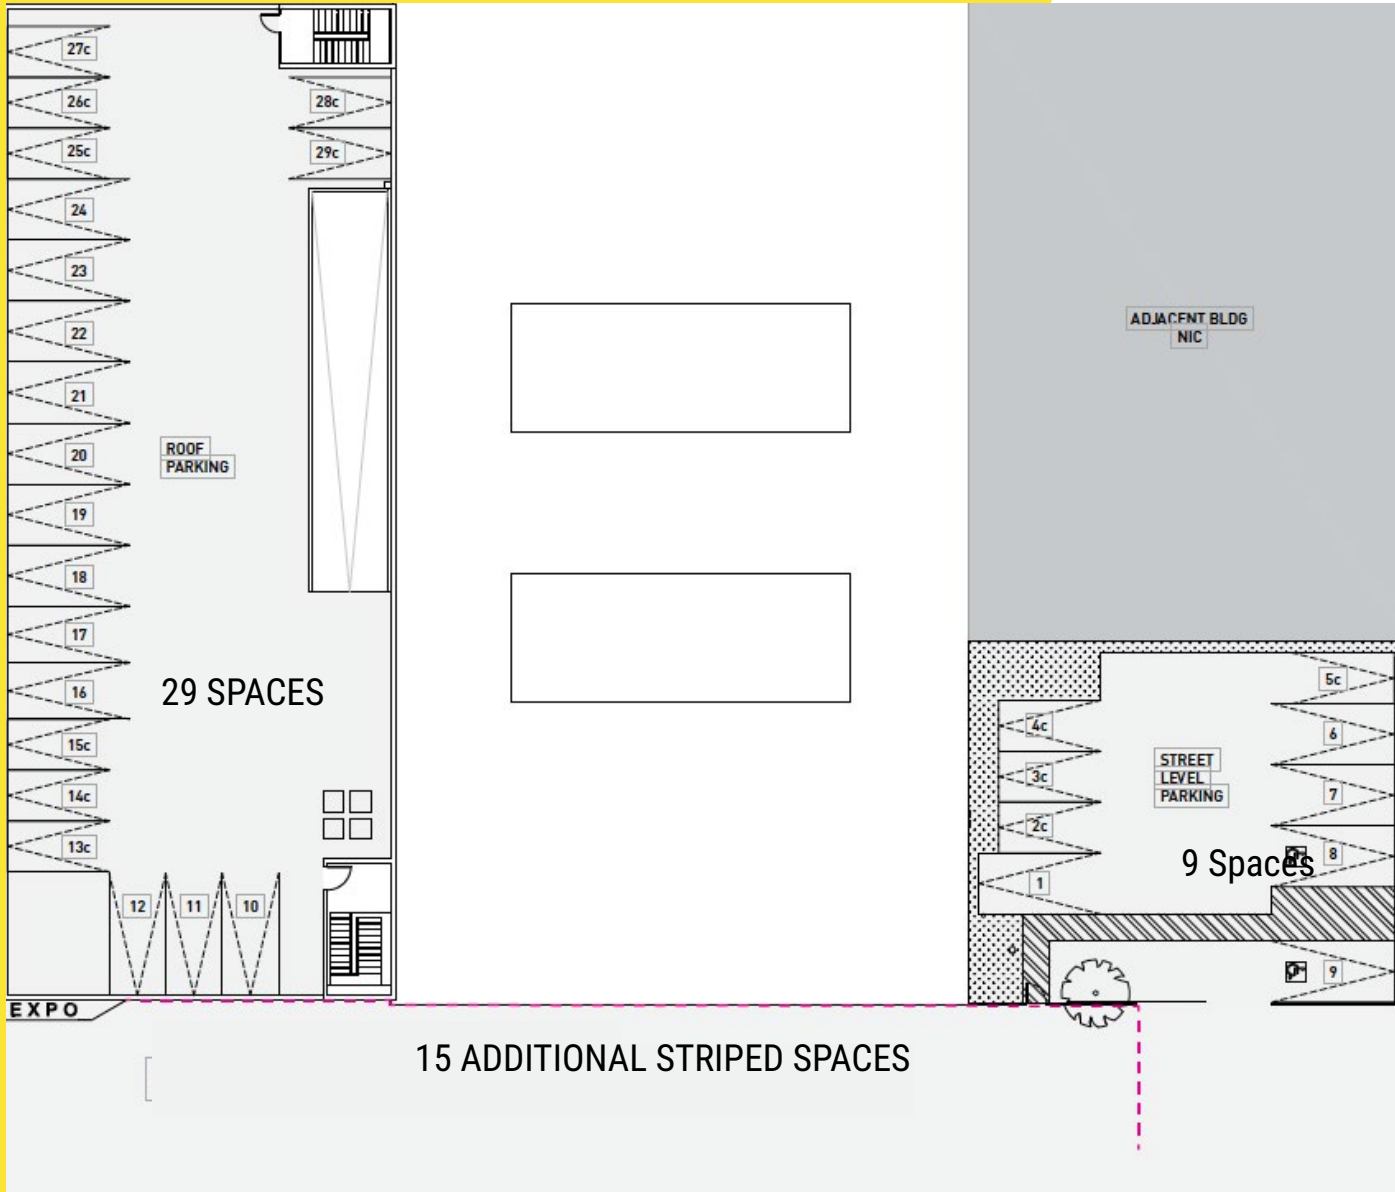 27c
26c
25c
24
23
22
21
20
19
18
17
16
15c
14c
13c
12 11 10
28c
29c
ROOF
PARKING
29 SPACES
EXPO
15 ADDITIONAL STRIPED SPACES
ADJACENT BLDG
NIC
4c
3c
2c
1
STREET
LEVEL
PARKING
9 Spaces
5c
6
7
8
9